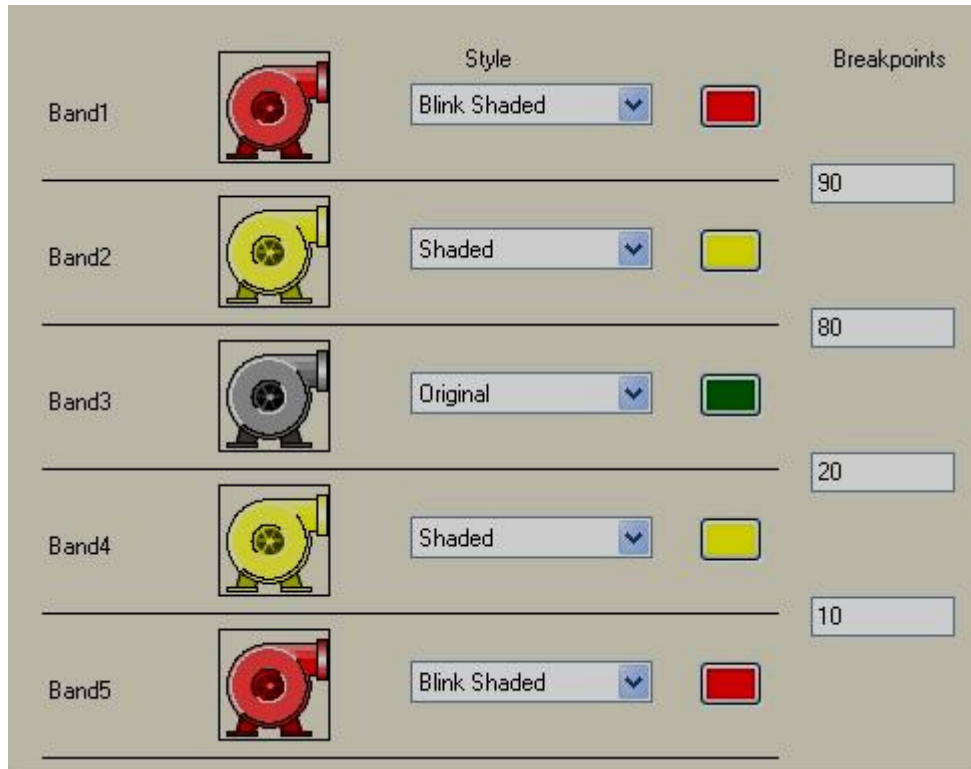 Style Breakpoints
Band1 Blink Shaded
90
Band2 Shaded
80
Band3 Original
20
Band4 Shaded
10
Band5 Blink Shaded